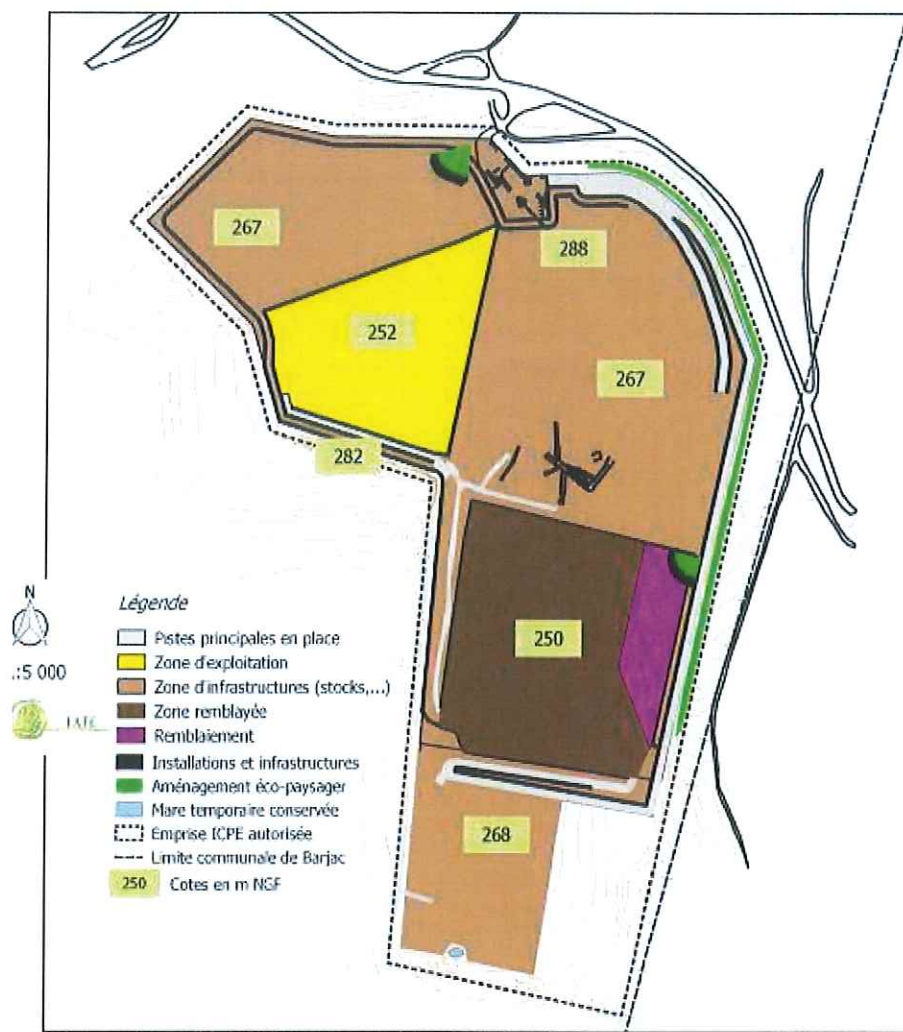 267
288
252
267
282
N
Légende
:5 000
Pistes principales en place
Zone d'exploitation
Zone d'infrastructures (stocks,...)
Zone remblayée
Remblaiement
Installations et infrastructures
Aménagement éco-paysager
Mare temporaire conservée
Emprise ICPE autorisée
Limite communale de Barjac
250 Cotes en m NGF
250
268